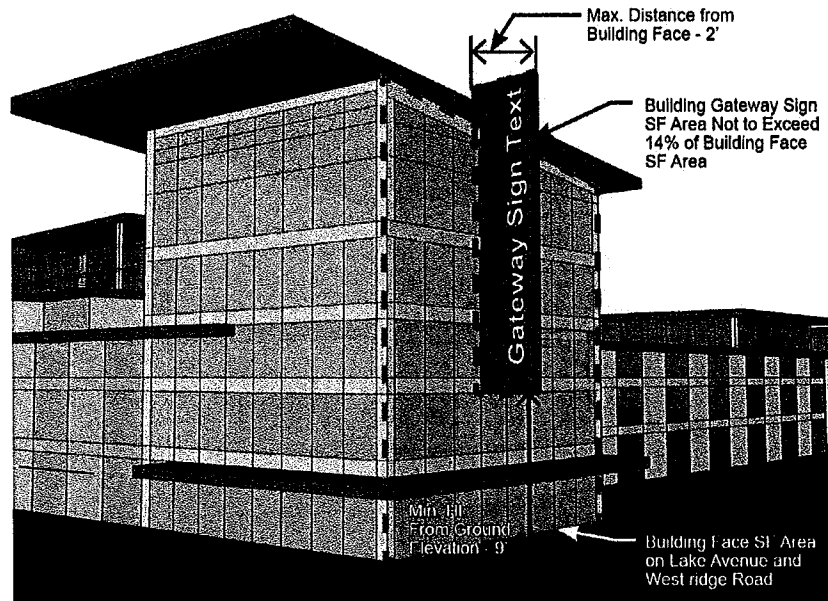 Max. Distance from
Building Face - 2'
Building Gateway Sign
SF Area Not to Exceed
14% of Building Face
SF Area
Gateway Sign Text
Min.
From Ground
Elevation - 9'
Building Face SF Area
on Lake Avenue and
West ridge Road